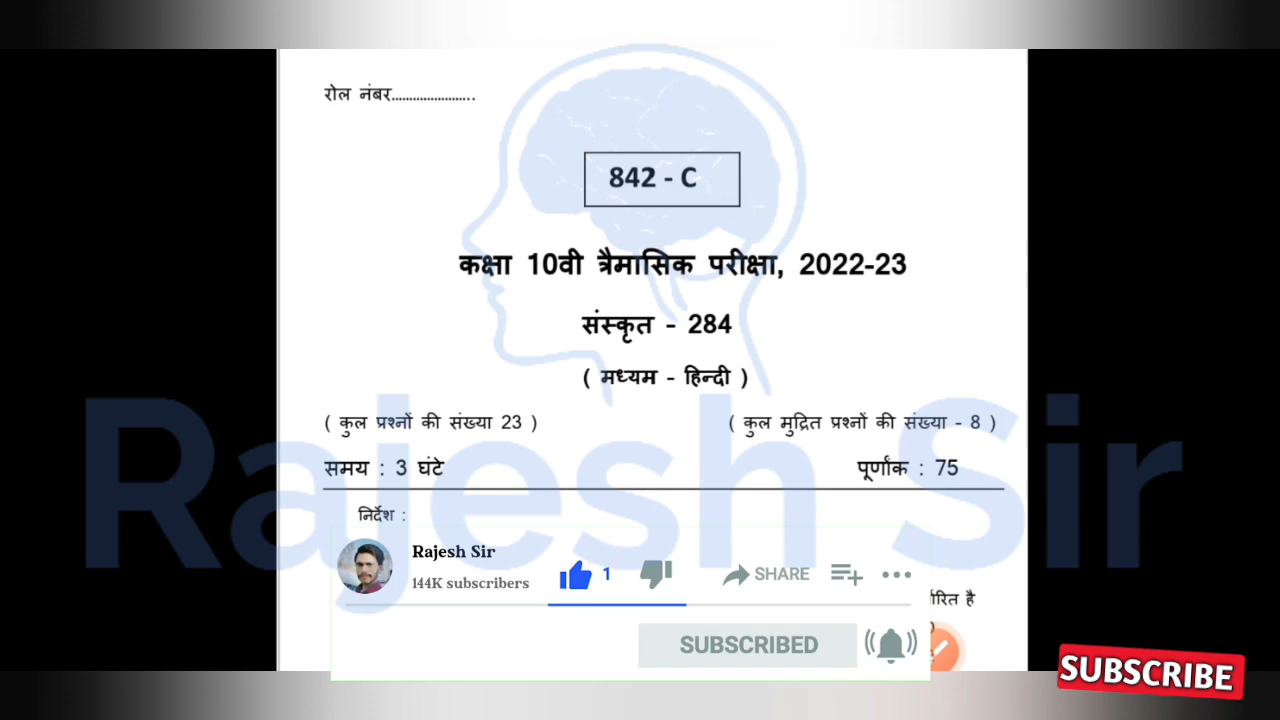 रोल नंबर........................
842 - C
कक्षा 10वी त्रैमासिक परीक्षा, 2022-23
संस्कृत - 284
( मध्यम - हिन्दी )
( कुल प्रश्नों की संख्या 23 )
( कुल मुद्रित प्रश्नों की संख्या - 8 )
समय : 3 घंटे
पूर्णांक : 75
Rajesh Sir
निर्देश :
Rajesh Sir
144K subscribers
1
SHARE
है
SUBSCRIBED
SUBSCRIBE